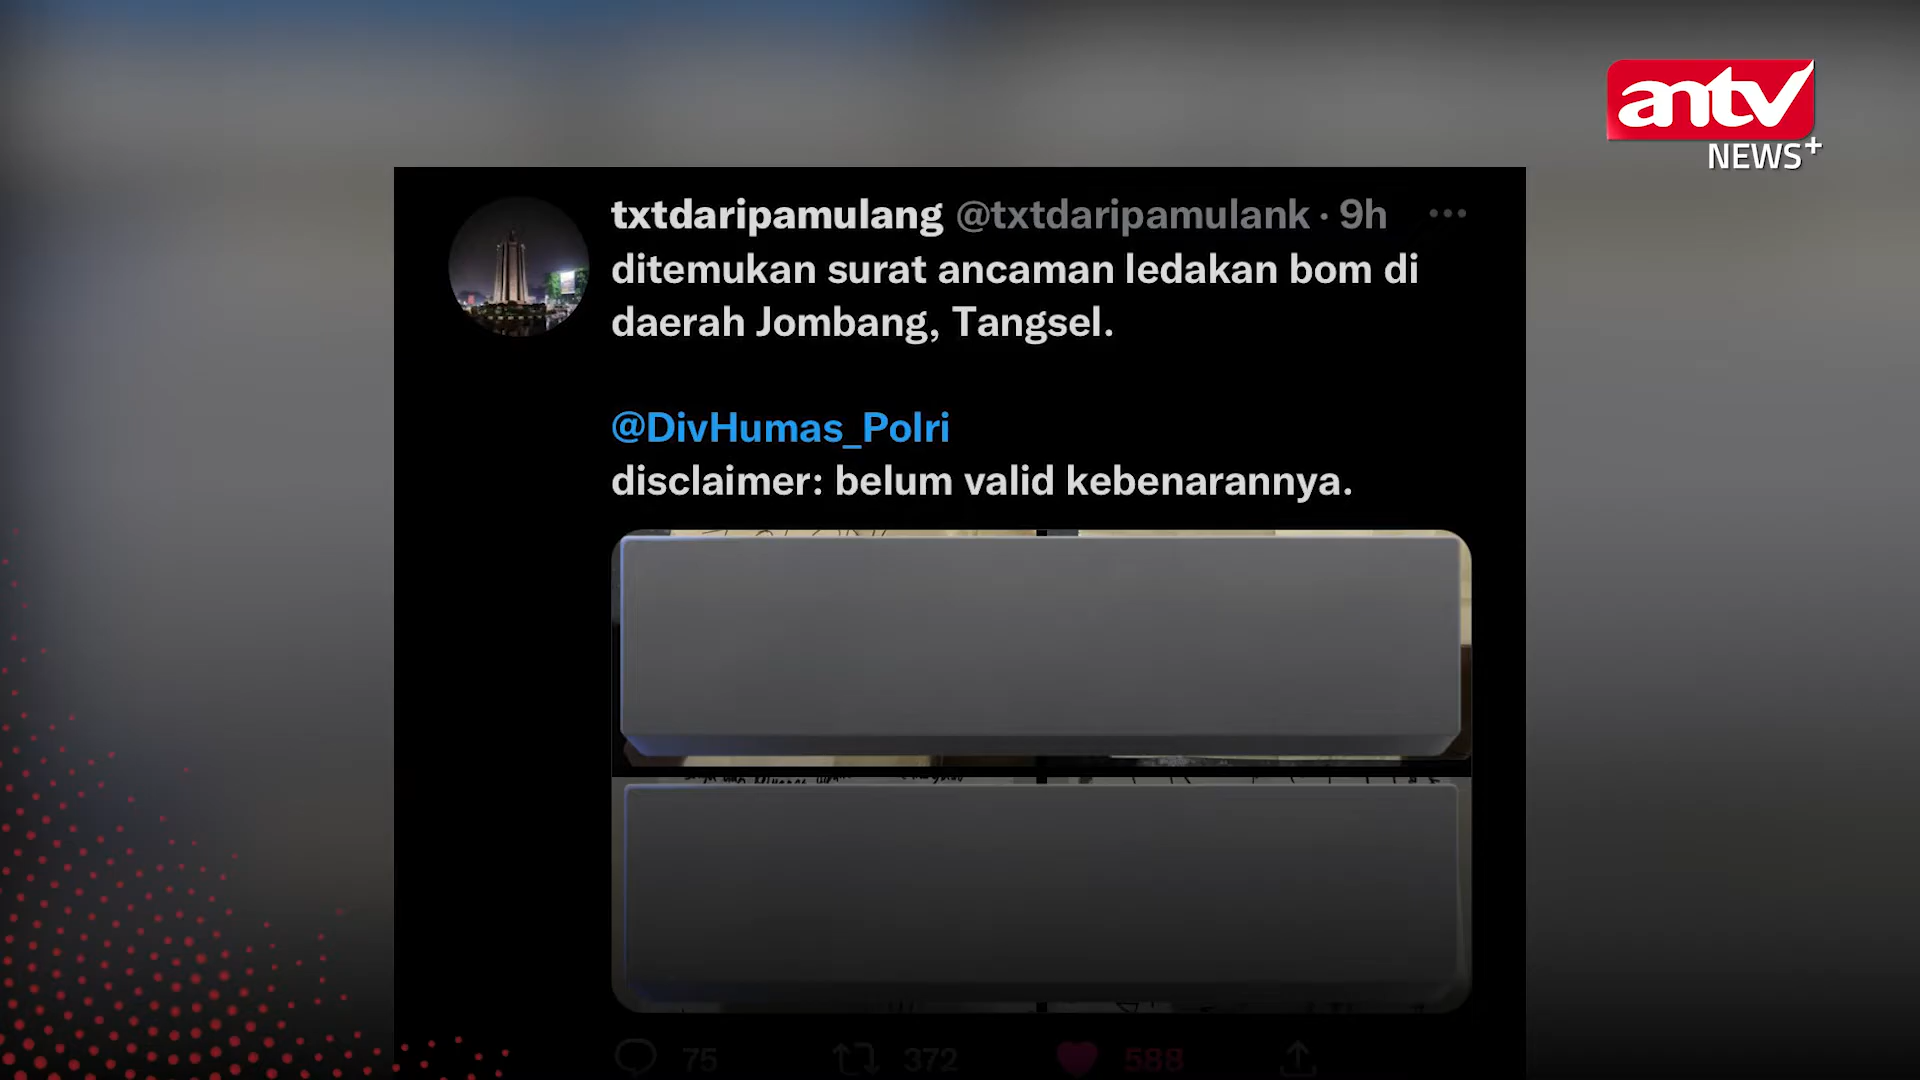 antv
NEWS+
txtdaripamulang @txtdaripamulank · 9h
ditemukan surat ancaman ledakan bom di
daerah Jombang, Tangsel.
@DivHumas_Polri
disclaimer: belum valid kebenarannya.
75 372 588